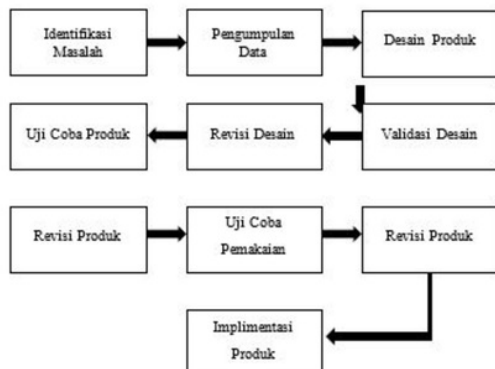 Identifikasi
Masalah
Pengumpulan
Data
Desain Produk
Uji Coba Produk
Revisi Desain
Validasi Desain
Revisi Produk
Uji Coba
Pemakaian
Revisi Produk
Implimentasi
Produk